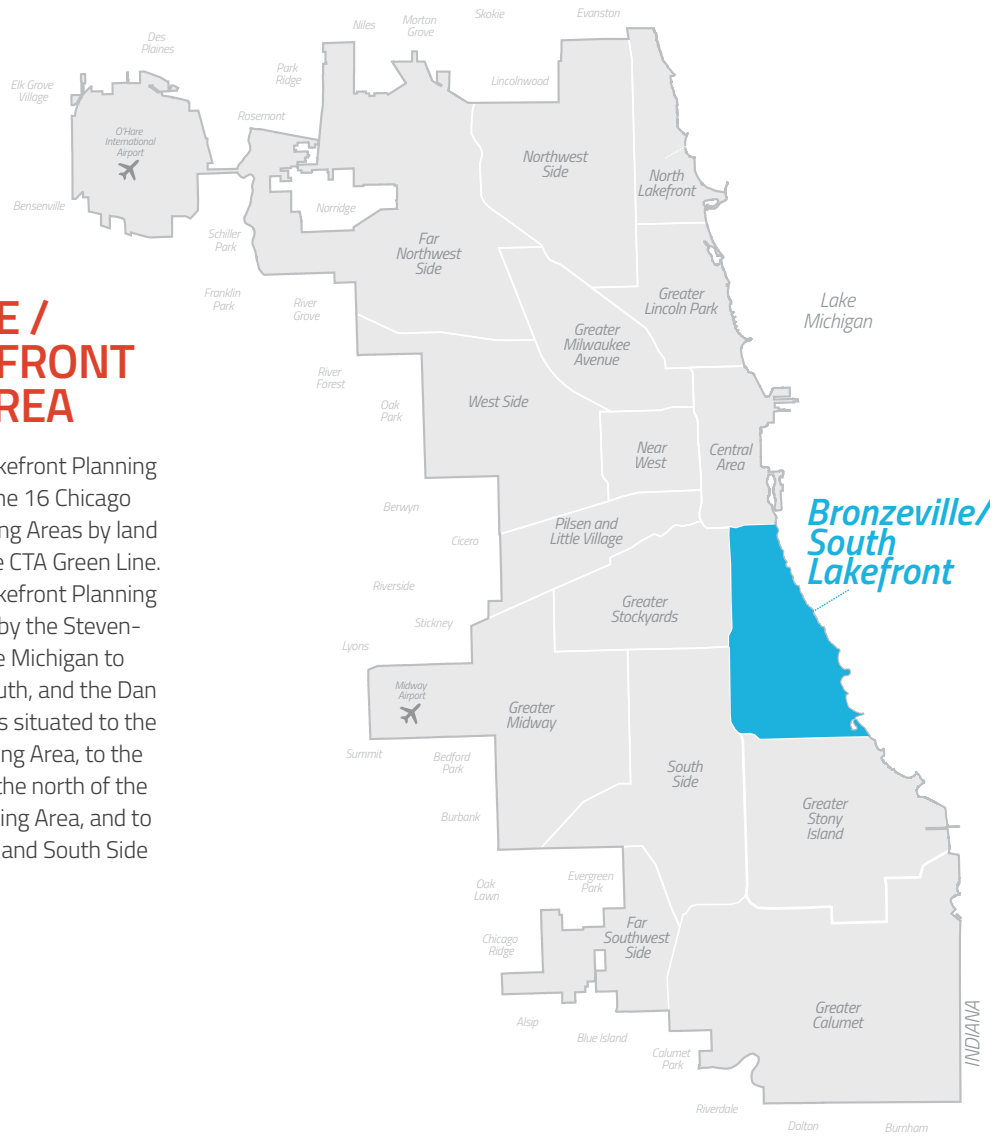 E /
FRONT
REA
kefront Planning
ne 16 Chicago
ng Areas by land
e CTA Green Line.
kefront Planning
by the Steven-
e Michigan to
uth, and the Dan
s situated to the
ing Area, to the
the north of the
ing Area, and to
and South Side
Des
Plaines
Elk Grove
Village
O'Hare
International
Airport
Bensenville
Rosemont
Park
Ridge
Niles
Morton
Grove
Skokie
Evanston
Lincolnwood
Norridge
Schiller
Park
Franklin
Park
River
Grove
Far
Northwest
Side
Northwest
Side
North
Lakefront
Greater
Lincoln Park
Lake
Michigan
Greater
Milwaukee
Avenue
River
Forest
Oak
Park
West Side
Near
West
Central
Area
Berwyn
Cicero
Pilsen and
Little Village
Bronzeville/
South
Lakefront
Riverside
Stickney
Lyons
Greater
Stockyards
Midway
Airport
Greater
Midway
Summit
Bedford
Park
Burbank
South
Side
Greater
Stony
Island
Oak
Lawn
Evergreen
Park
Chicago
Ridge
Far
Southwest
Side
Alsip
Blue Island
Calumet
Park
Greater
Calumet
INDIANA
Riverdale
Dolton
Burnham